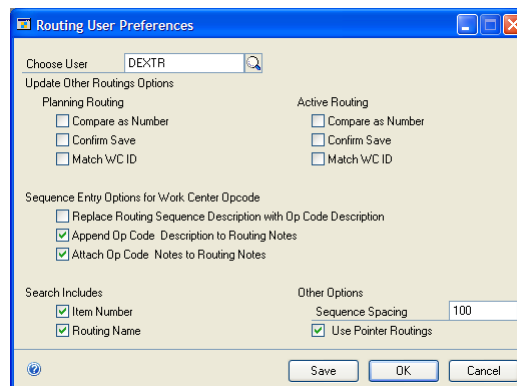 Routing User Preferences
Choose User DEXTR
Update Other Routings Options
Planning Routing Active Routing
Compare as Number Compare as Number
Confirm Save Confirm Save
Match WC ID Match WC ID
Sequence Entry Options for Work Center Opcode
Replace Routing Sequence Description with Op Code Description
Append Op Code Description to Routing Notes
Attach Op Code Notes to Routing Notes
Search Includes Other Options
Item Number Sequence Spacing 100
Routing Name Use Pointer Routings
Save OK Cancel